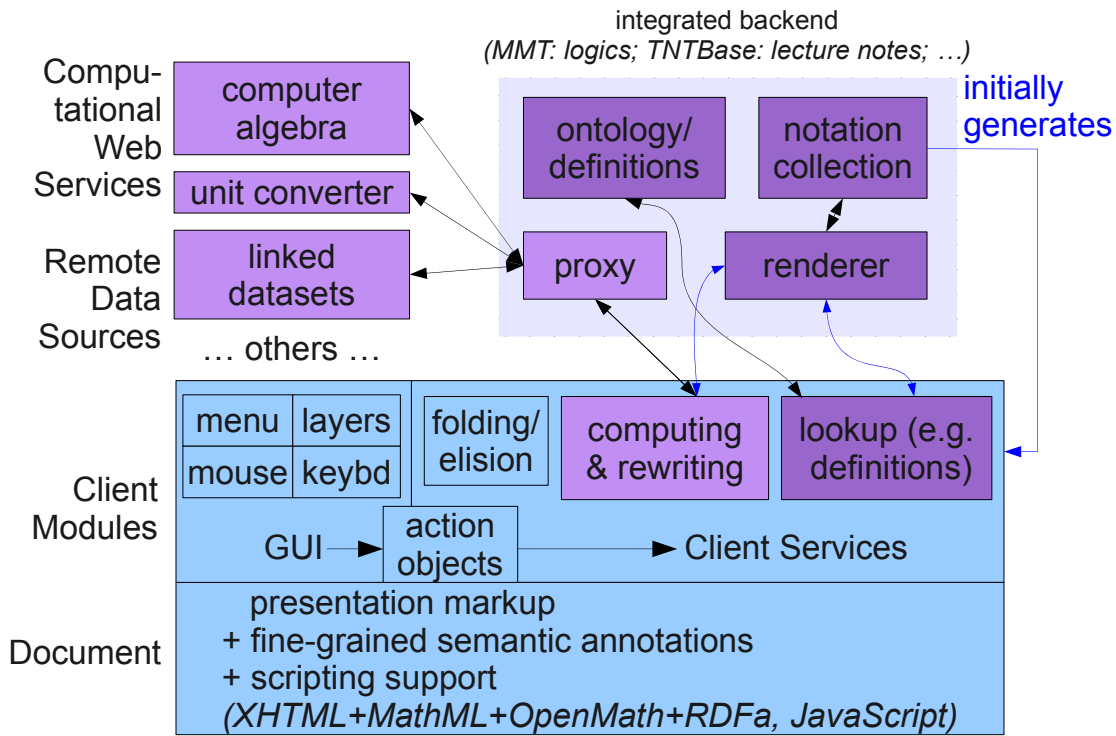 integrated backend
(MMT: logics; TNTBase: lecture notes; …)
Compu-
tational
Web
Services
computer
algebra
unit converter
Remote
Data
Sources
linked
datasets
… others …
ontology/
definitions
notation
collection
initially
generates
proxy
renderer
Client
Modules
menu
layers
mouse
keybd
folding/
elision
computing
& rewriting
lookup (e.g.
definitions)
GUI
action
objects
Client Services
Document
presentation markup
+ fine-grained semantic annotations
+ scripting support
(XHTML+MathML+OpenMath+RDFa, JavaScript)